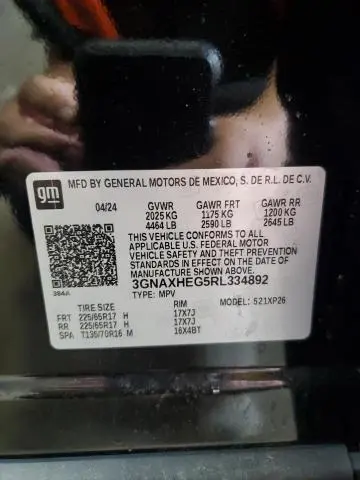 gm
MFD BY GENERAL MOTORS DE MEXICO, S. DE R.L. DE C.V.
04/24 GVWR GAWR FRT GAWR RR
2025 KG 1175 KG 1200 KG
4464 LB 2590 LB 2645 LB
THIS VEHICLE CONFORMS TO ALL
APPLICABLE U.S. FEDERAL MOTOR
VEHICLE SAFETY AND THEFT PREVENTION
STANDARDS IN EFFECT ON THE DATE OF
MANUFACTURE SHOWN ABOVE.
3GNAXHEG5RL334892
384A TYPE: MPV MODEL: 521XP26
TIRE SIZE RIM
FRT 225/65R17 H 17X7J
RR 225/65R17 H 17X7J
SPA T135/70R16 M 16X4BT